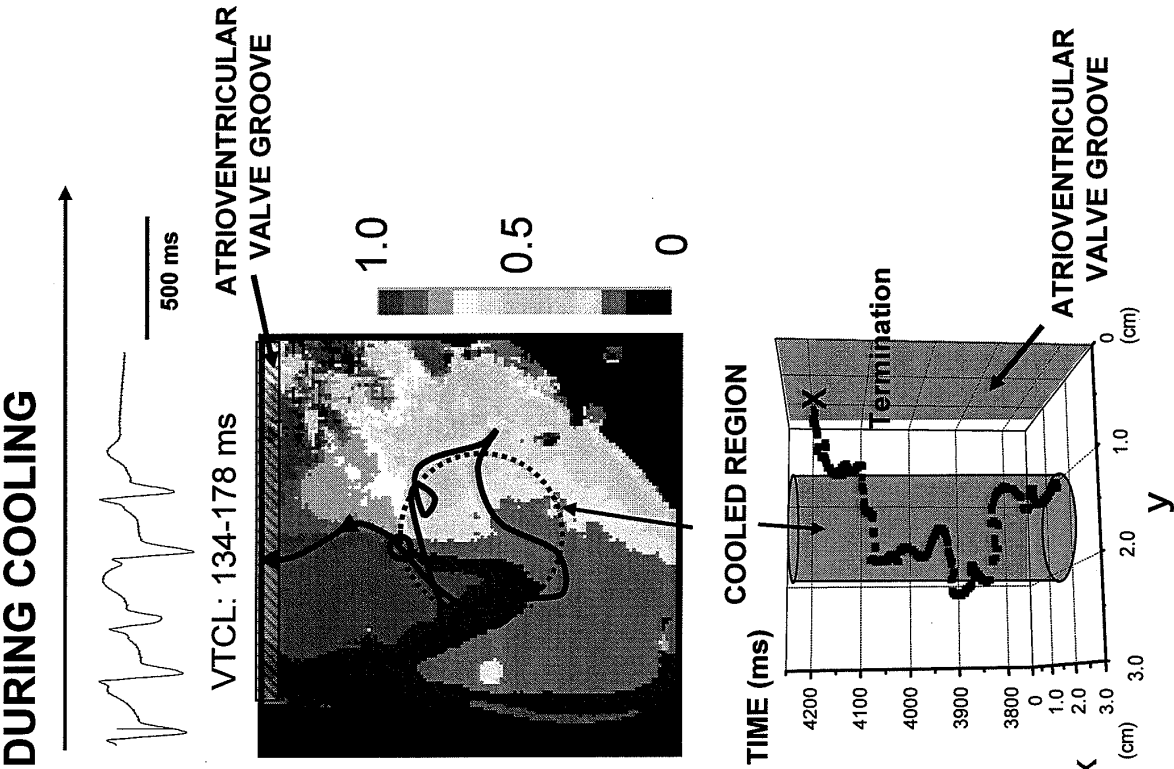 DURING COOLING
500 ms
VTCL: 134-178 ms
ATRIOVENTRICULAR
VALVE GROOVE
1.0
0.5
0
COOLED REGION
TIME (ms)
4200
4100
4000
3900
3800
0
1.0
2.0
3.0
(cm)
X
Termination
ATRIOVENTRICULAR
VALVE GROOVE
3.0
2.0
1.0
0
(cm)
y
X